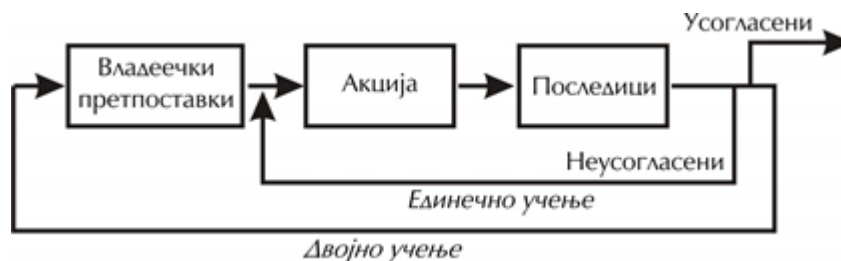 Усогласени
Владеечки
претпоставки
Акција
Последици
Неусогласени
Единечно учење
Двојно учење